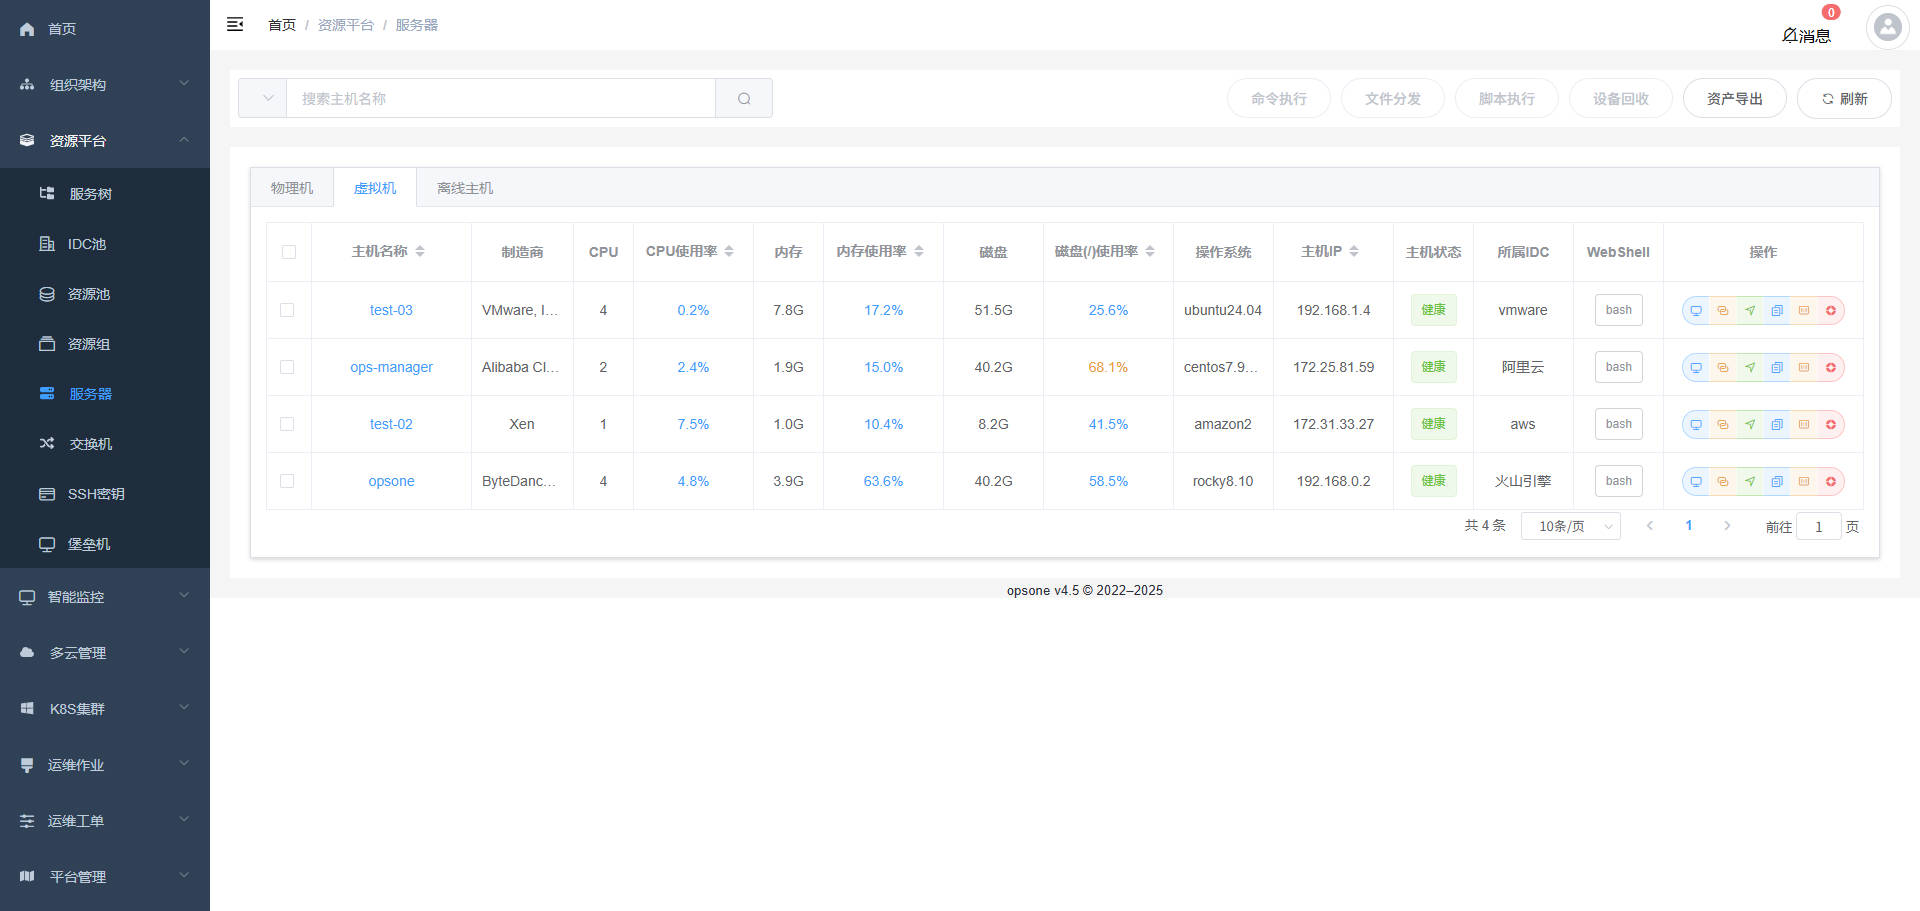 首页
组织架构
资源平台
服务树
IDC池
资源池
资源组
服务器
交换机
SSH密钥
堡垒机
智能监控
多云管理
K8S集群
运维作业
运维工单
平台管理
首页 / 资源平台 / 服务器
0
消息
搜索主机名称
命令执行 文件分发 脚本执行 设备回收 资产导出 刷新
物理机 虚拟机 离线主机
主机名称 制造商 CPU CPU使用率 内存 内存使用率 磁盘 磁盘(/)使用率 操作系统 主机IP 主机状态 所属IDC WebShell 操作
test-03 VMware, I... 4 0.2% 7.8G 17.2% 51.5G 25.6% ubuntu24.04 192.168.1.4 健康 vmware bash
ops-manager Alibaba Cl... 2 2.4% 1.9G 15.0% 40.2G 68.1% centos7.9... 172.25.81.59 健康 阿里云 bash
test-02 Xen 1 7.5% 1.0G 10.4% 8.2G 41.5% amazon2 172.31.33.27 健康 aws bash
opsone ByteDanc... 4 4.8% 3.9G 63.6% 40.2G 58.5% rocky8.10 192.168.0.2 健康 火山引擎 bash
共 4 条 10条/页 1 前往 1 页
opsone v4.5 © 2022–2025